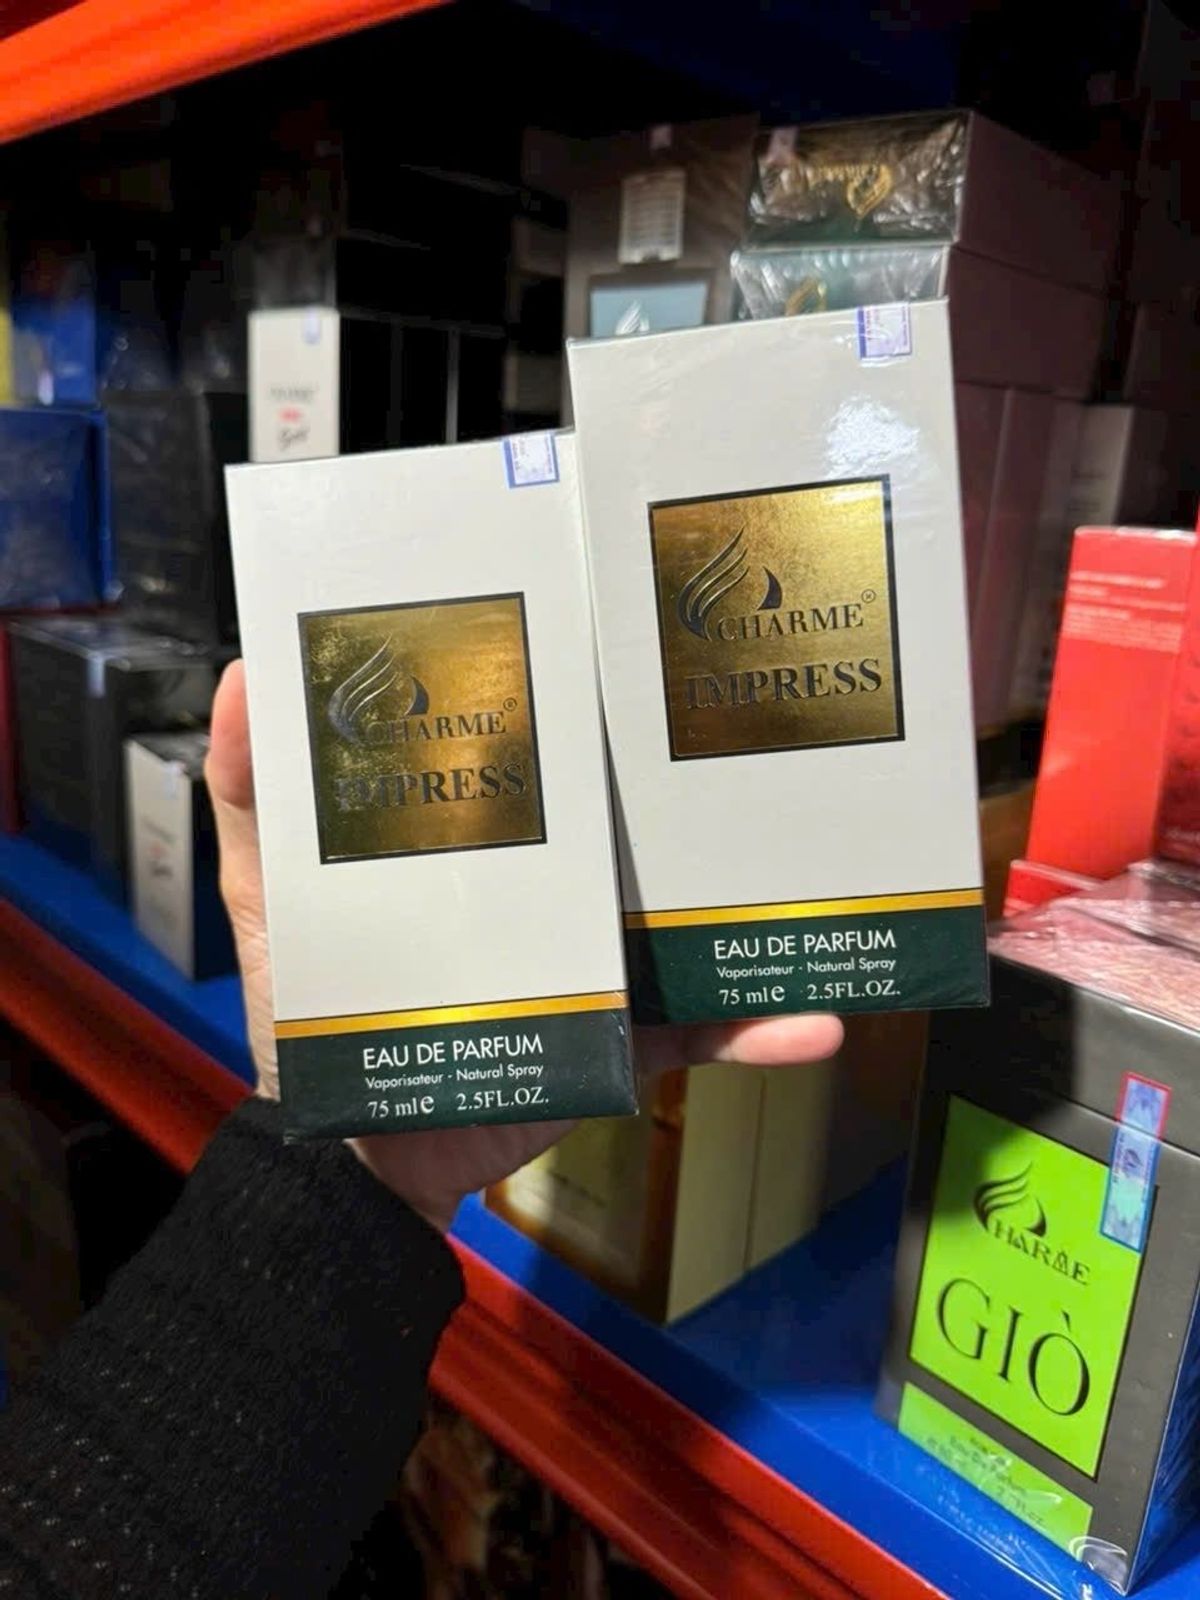 CHARME®
IMPRESS
EAU DE PARFUM
Vaporisateur - Natural Spray
75 ml e 2.5FL.OZ.
CHARME®
IMPRESS
EAU DE PARFUM
Vaporisateur - Natural Spray
75 ml e 2.5FL.OZ.
CHARME
GIÒ